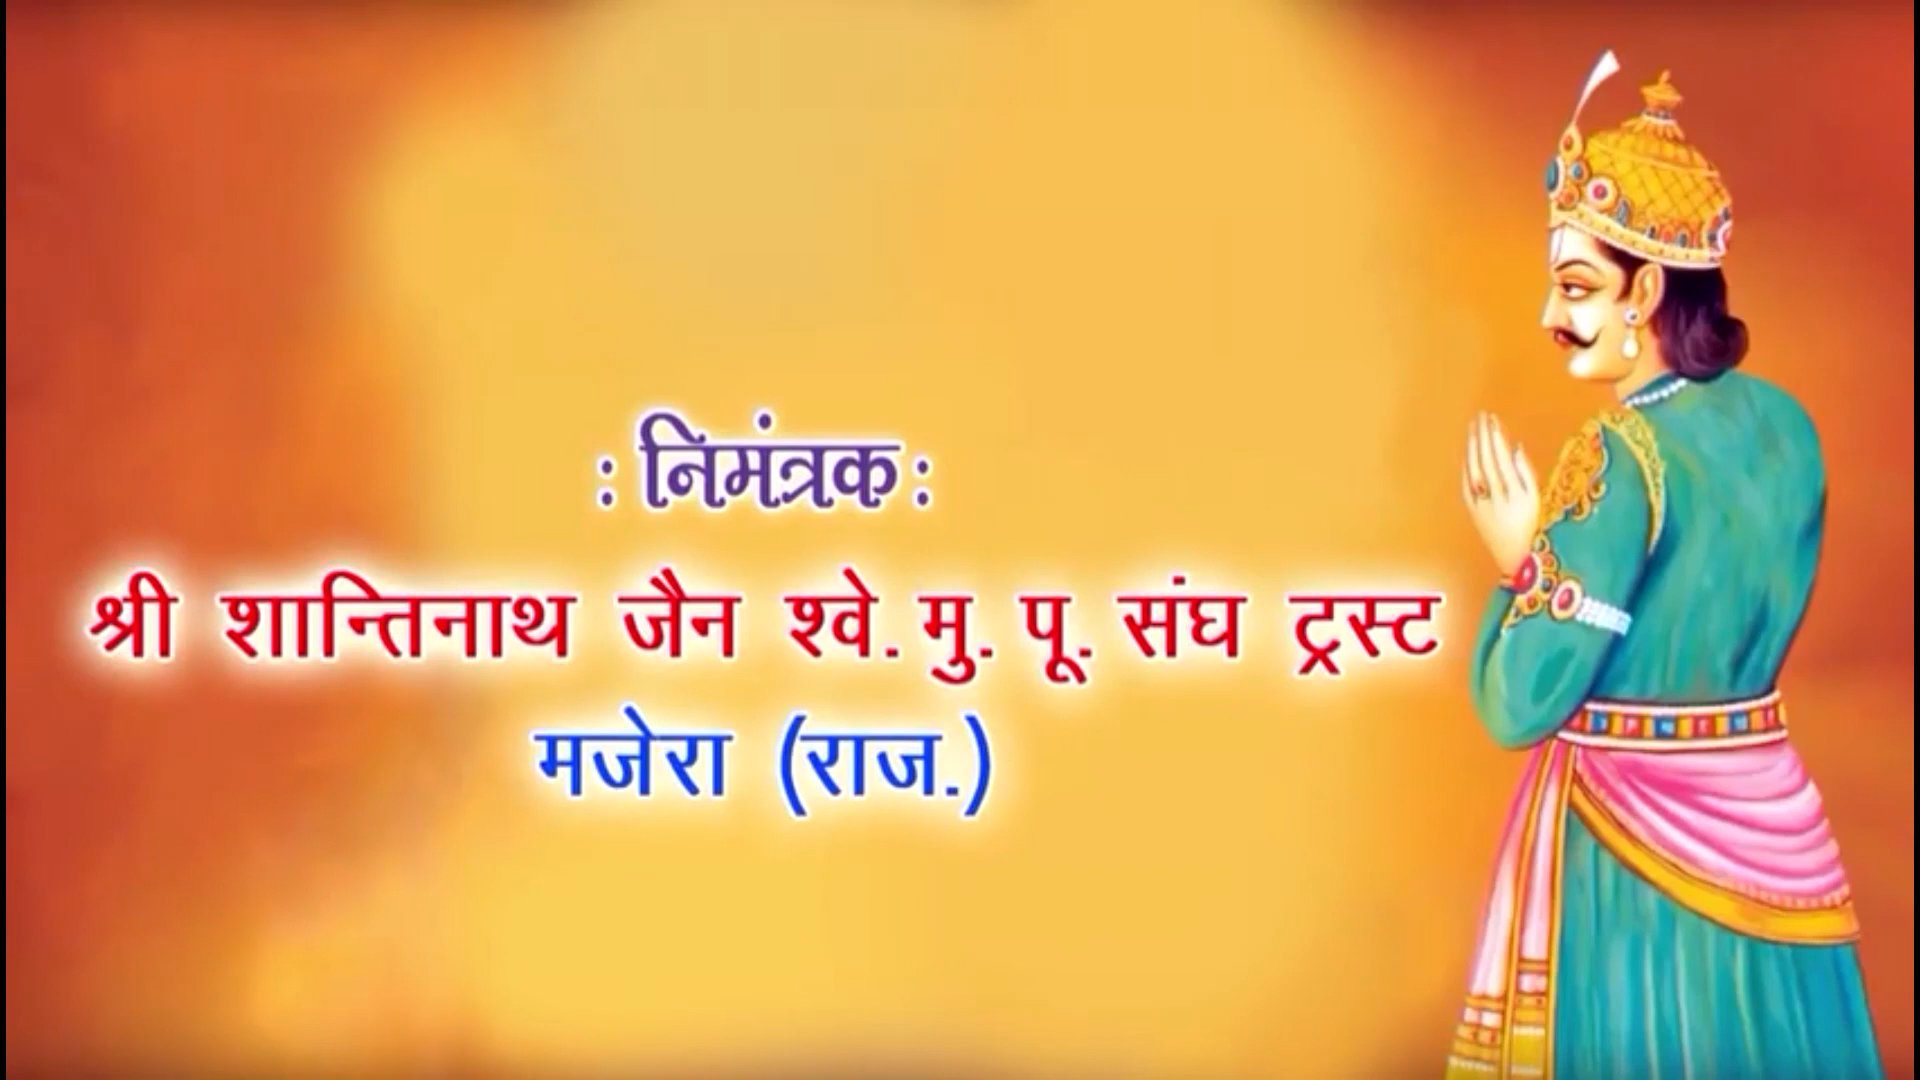 : निमंत्रक :
श्री शान्तिनाथ जैन श्वे. मु. पू. संघ ट्रस्ट
मजेरा (राज.)